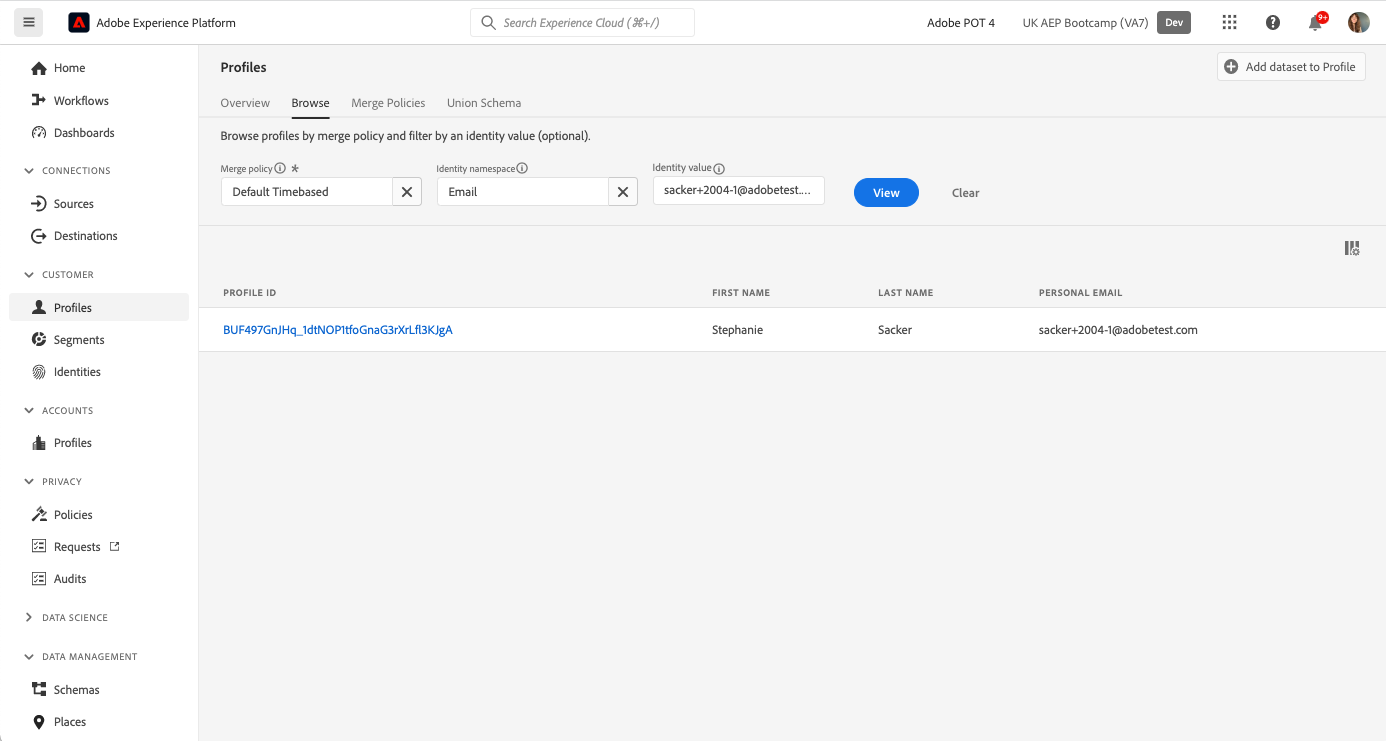 Adobe Experience Platform
Search Experience Cloud (⌘+/)
Adobe POT 4
UK AEP Bootcamp (VA7)
Dev
9+
Home
Workflows
Dashboards
CONNECTIONS
Sources
Destinations
CUSTOMER
Profiles
Segments
Identities
ACCOUNTS
Profiles
PRIVACY
Policies
Requests
Audits
DATA SCIENCE
DATA MANAGEMENT
Schemas
Places
Profiles
Add dataset to Profile
Overview Browse Merge Policies Union Schema
Browse profiles by merge policy and filter by an identity value (optional).
Merge policy *
Default Timebased
Identity namespace
Email
Identity value
sacker+2004-1@adobetest....
View
Clear
PROFILE ID FIRST NAME LAST NAME PERSONAL EMAIL
BUF497GnJHq_1dtNOP1tfoGnaG3rXrLfl3KJgA Stephanie Sacker sacker+2004-1@adobetest.com